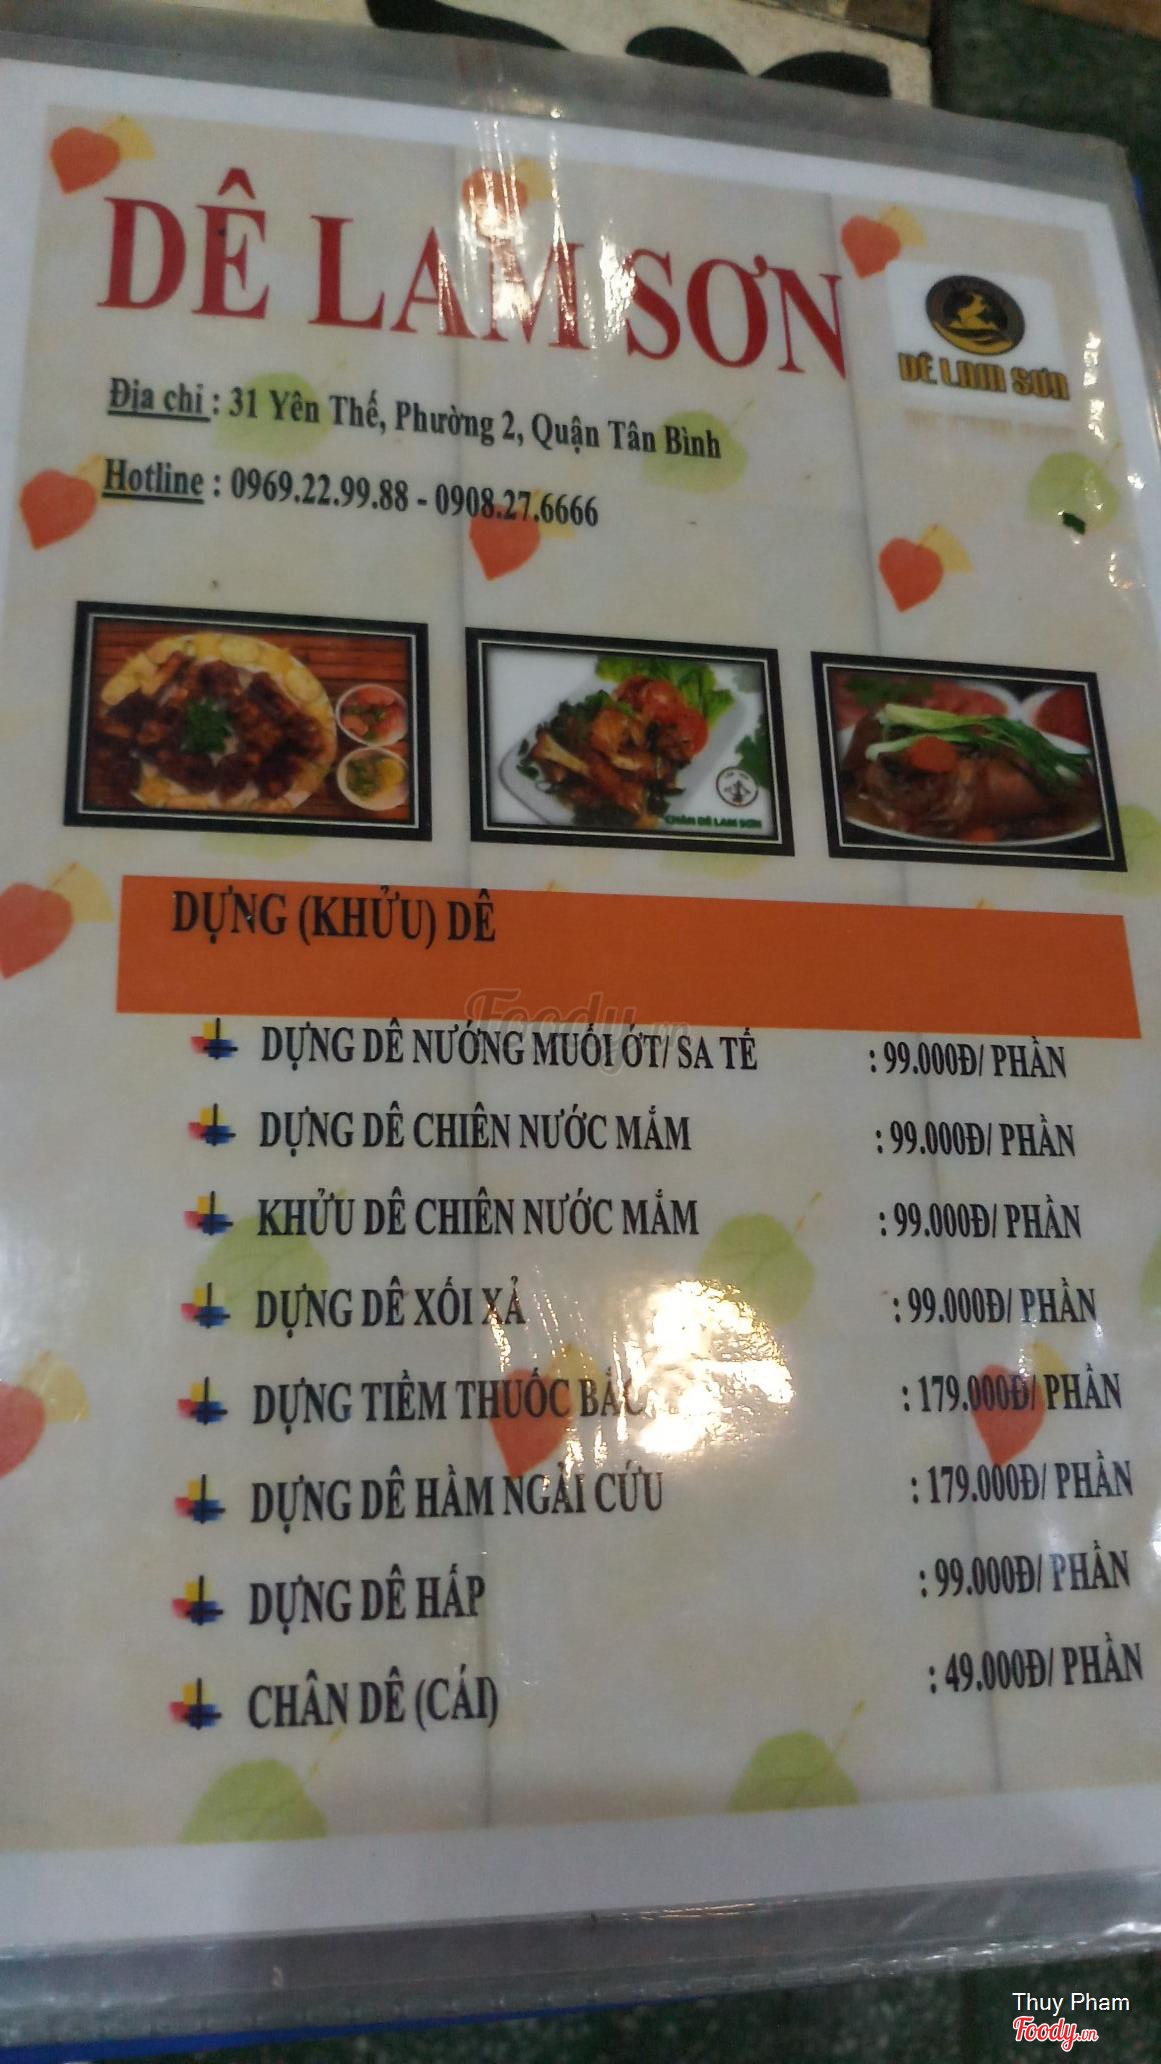 DÊ LAM SƠN
DÊ LAM SƠN
Địa chỉ : 31 Yên Thế, Phường 2, Quận Tân Bình
Hotline : 0969.22.99.88 - 0908.27.6666
CHÂN DÊ LAM SƠN
DỰNG (KHỬU) DÊ
Foody.vn
DỰNG DÊ NƯỚNG MUỐI ỚT/ SA TẾ : 99.000Đ/ PHẦN
DỰNG DÊ CHIÊN NƯỚC MẮM : 99.000Đ/ PHẦN
KHỬU DÊ CHIÊN NƯỚC MẮM : 99.000Đ/ PHẦN
DỰNG DÊ XỐI XẢ : 99.000Đ/ PHẦN
DỰNG TIỀM THUỐC BẮC : 179.000Đ/ PHẦN
DỰNG DÊ HẦM NGẢI CỨU : 179.000Đ/ PHẦN
DỰNG DÊ HẤP : 99.000Đ/ PHẦN
CHÂN DÊ (CÁI) : 49.000Đ/ PHẦN
Thuy Pham
Foody.vn